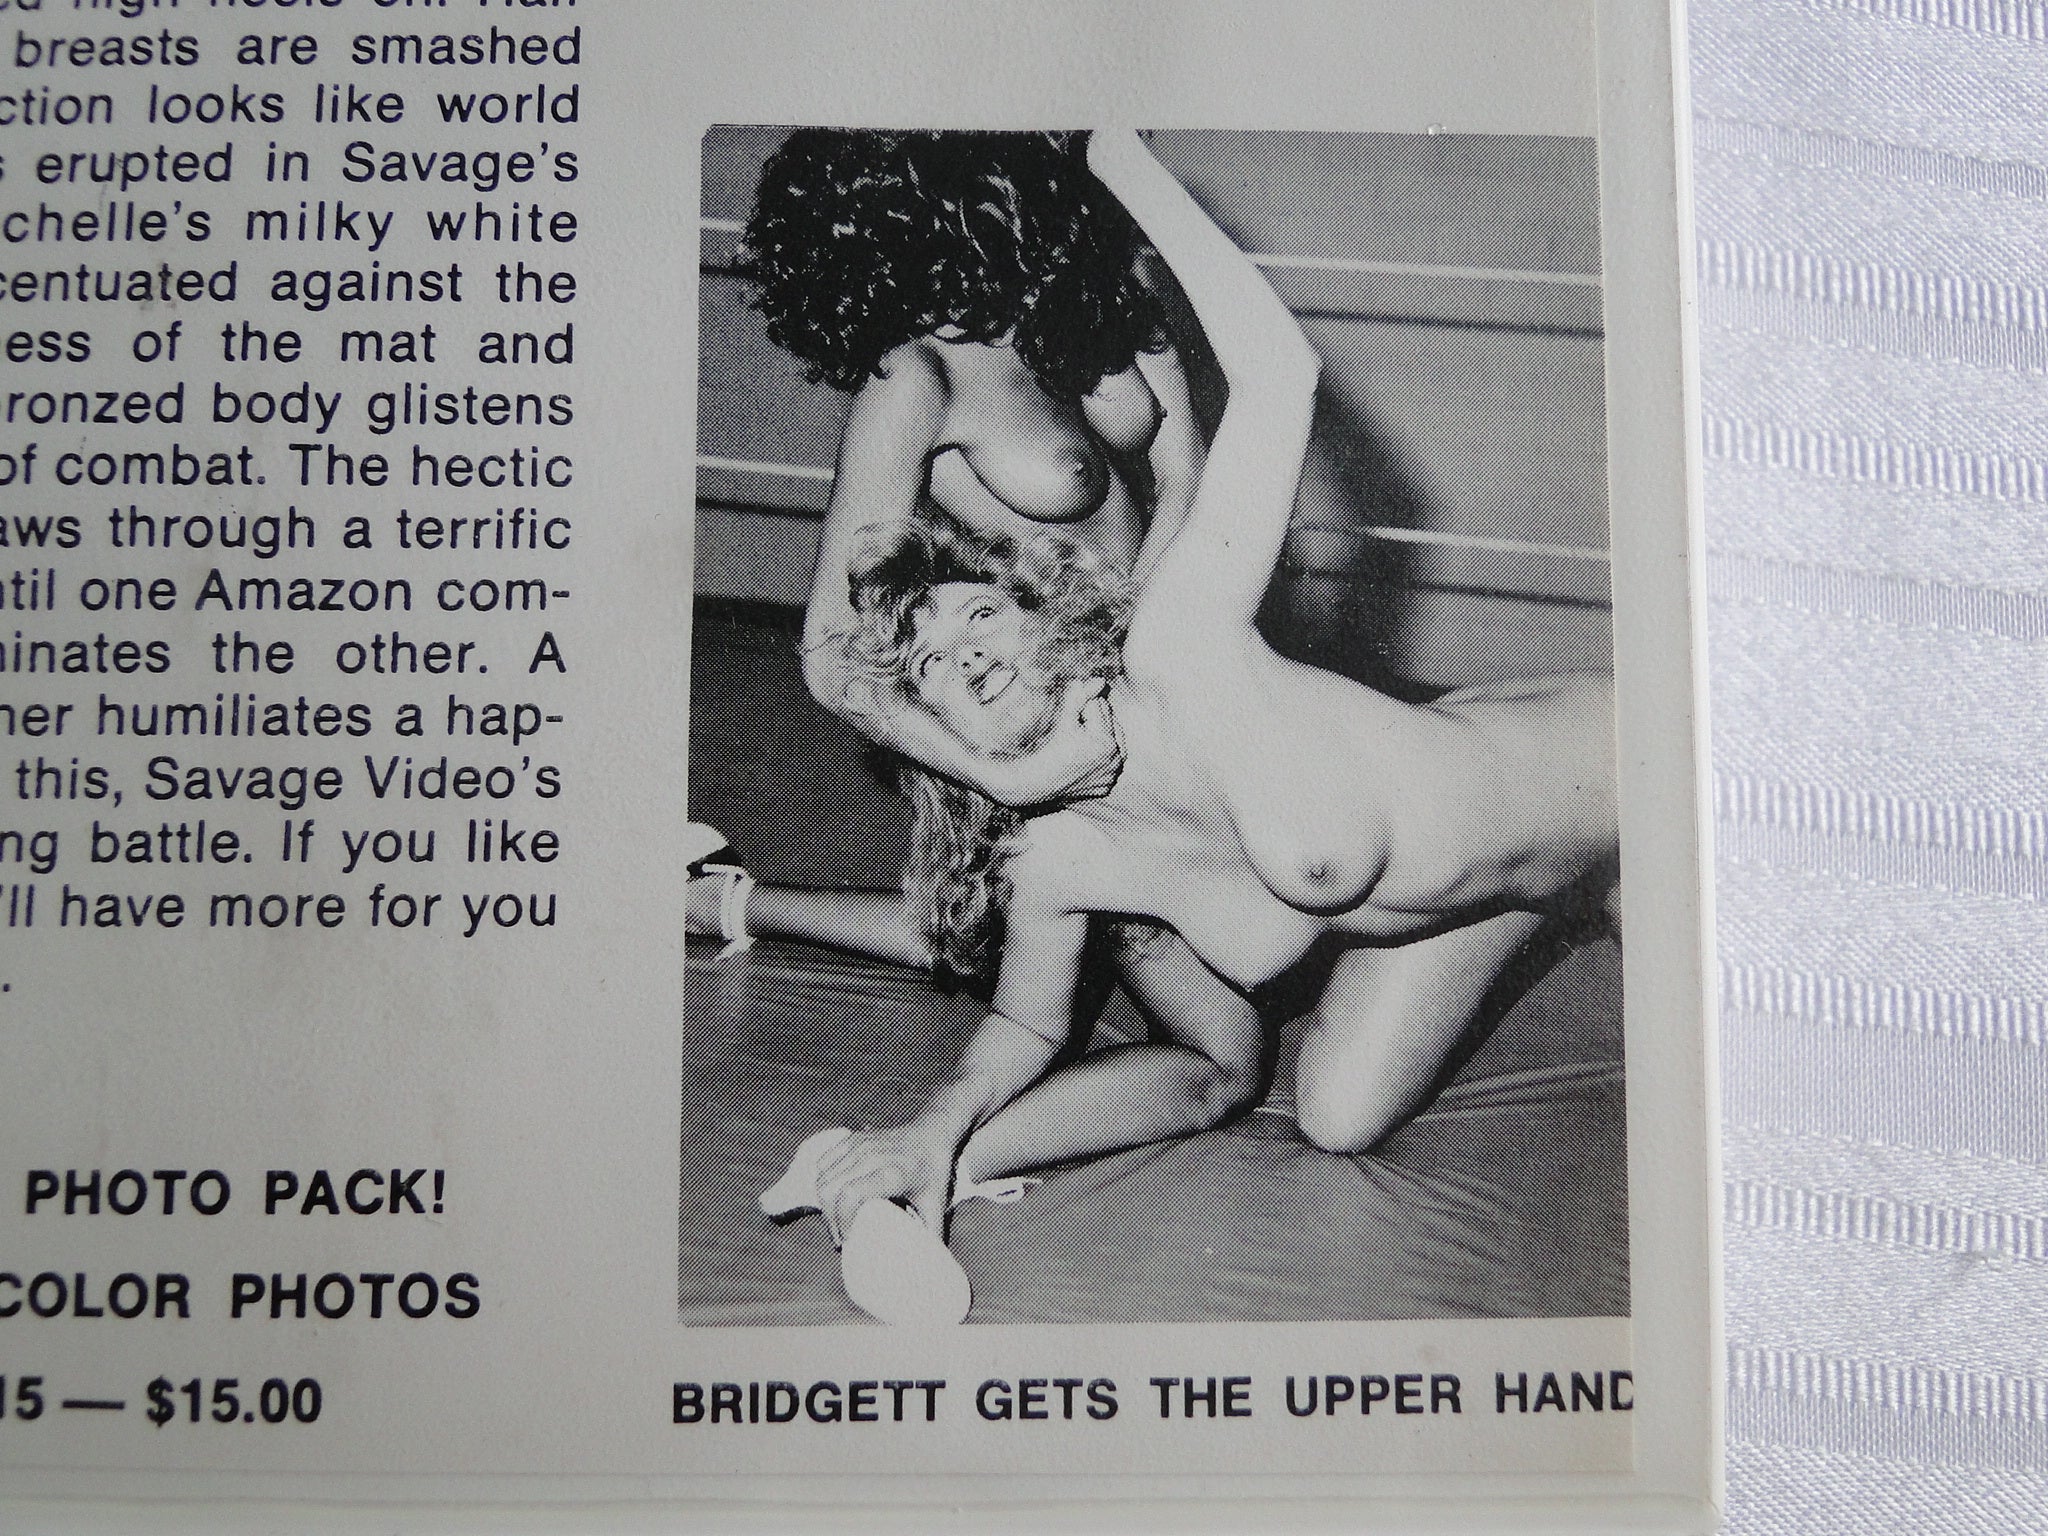 breasts are smashed
ction looks like world
s erupted in Savage's
chelle's milky white
centuated against the
ess of the mat and
ronzed body glistens
of combat. The hectic
aws through a terrific
ntil one Amazon com-
inates the other. A
ner humiliates a hap-
this, Savage Video's
ng battle. If you like
'll have more for you
.
PHOTO PACK!
COLOR PHOTOS
15 — $15.00
BRIDGETT GETS THE UPPER HAND